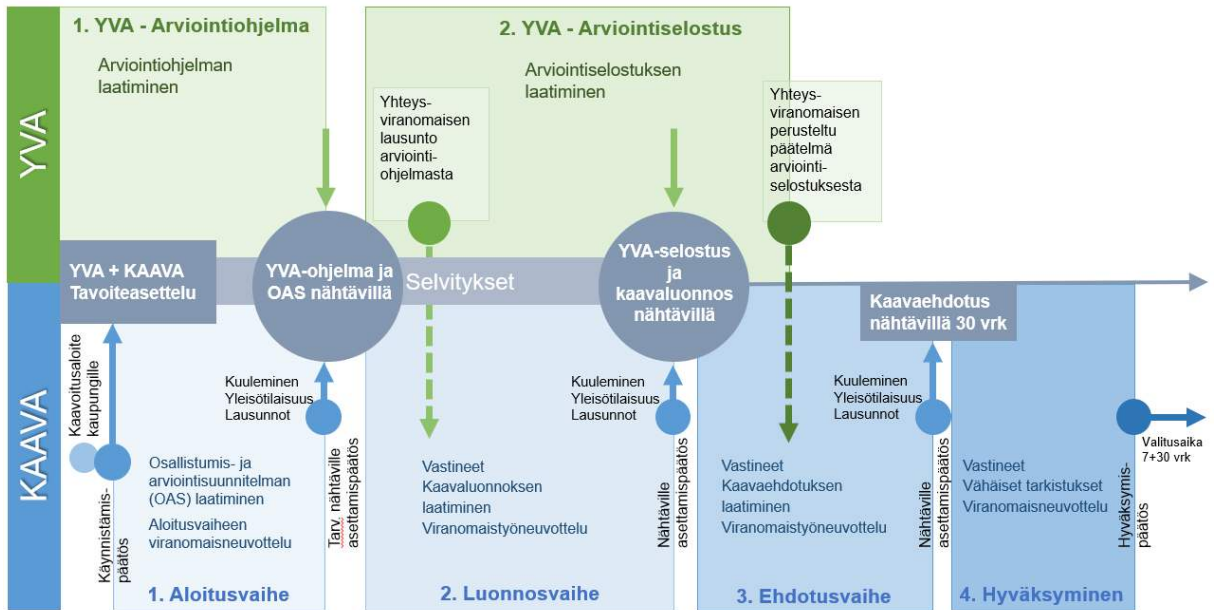 YVA
1. YVA - Arviointiohjelma
Arviointiohjelman
laatiminen
2. YVA - Arviointiselostus
Arviointiselostuksen
laatiminen
Yhteys-
viranomaisen
lausunto
arviointi-
ohjelmasta
Yhteys-
viranomaisen
perusteltu
päätelmä
arviointi-
selostuksesta
YVA + KAAVA
Tavoiteasettelu
YVA-ohjelma ja
OAS nähtävillä
Selvitykset
YVA-selostus
ja
kaavaluonnos
nähtävillä
Kaavaehdotus
nähtävillä 30 vrk
KAAVA
Kaavoitusaloite
kaupungille
Käynnistämis-
päätös
Kuuleminen
Yleisötilaisuus
Lausunnot
Osallistumis- ja
arviointisuunnitelman
(OAS) laatiminen
Aloitusvaiheen
viranomaisneuvottelu
Tarv. nähtäville
asettamispäätös
1. Aloitusvaihe
Kuuleminen
Yleisötilaisuus
Lausunnot
Vastineet
Kaavaluonnoksen
laatiminen
Viranomaistyöneuvottelu
Nähtäville
asettamispäätös
2. Luonnosvaihe
Kuuleminen
Yleisötilaisuus
Lausunnot
Vastineet
Kaavaehdotuksen
laatiminen
Viranomaistyöneuvottelu
Nähtäville
asettamispäätös
3. Ehdotusvaihe
Vastineet
Vähäiset tarkistukset
Viranomaisneuvottelu
Hyväksymis-
päätös
Valitusaika
7+30 vrk
4. Hyväksyminen